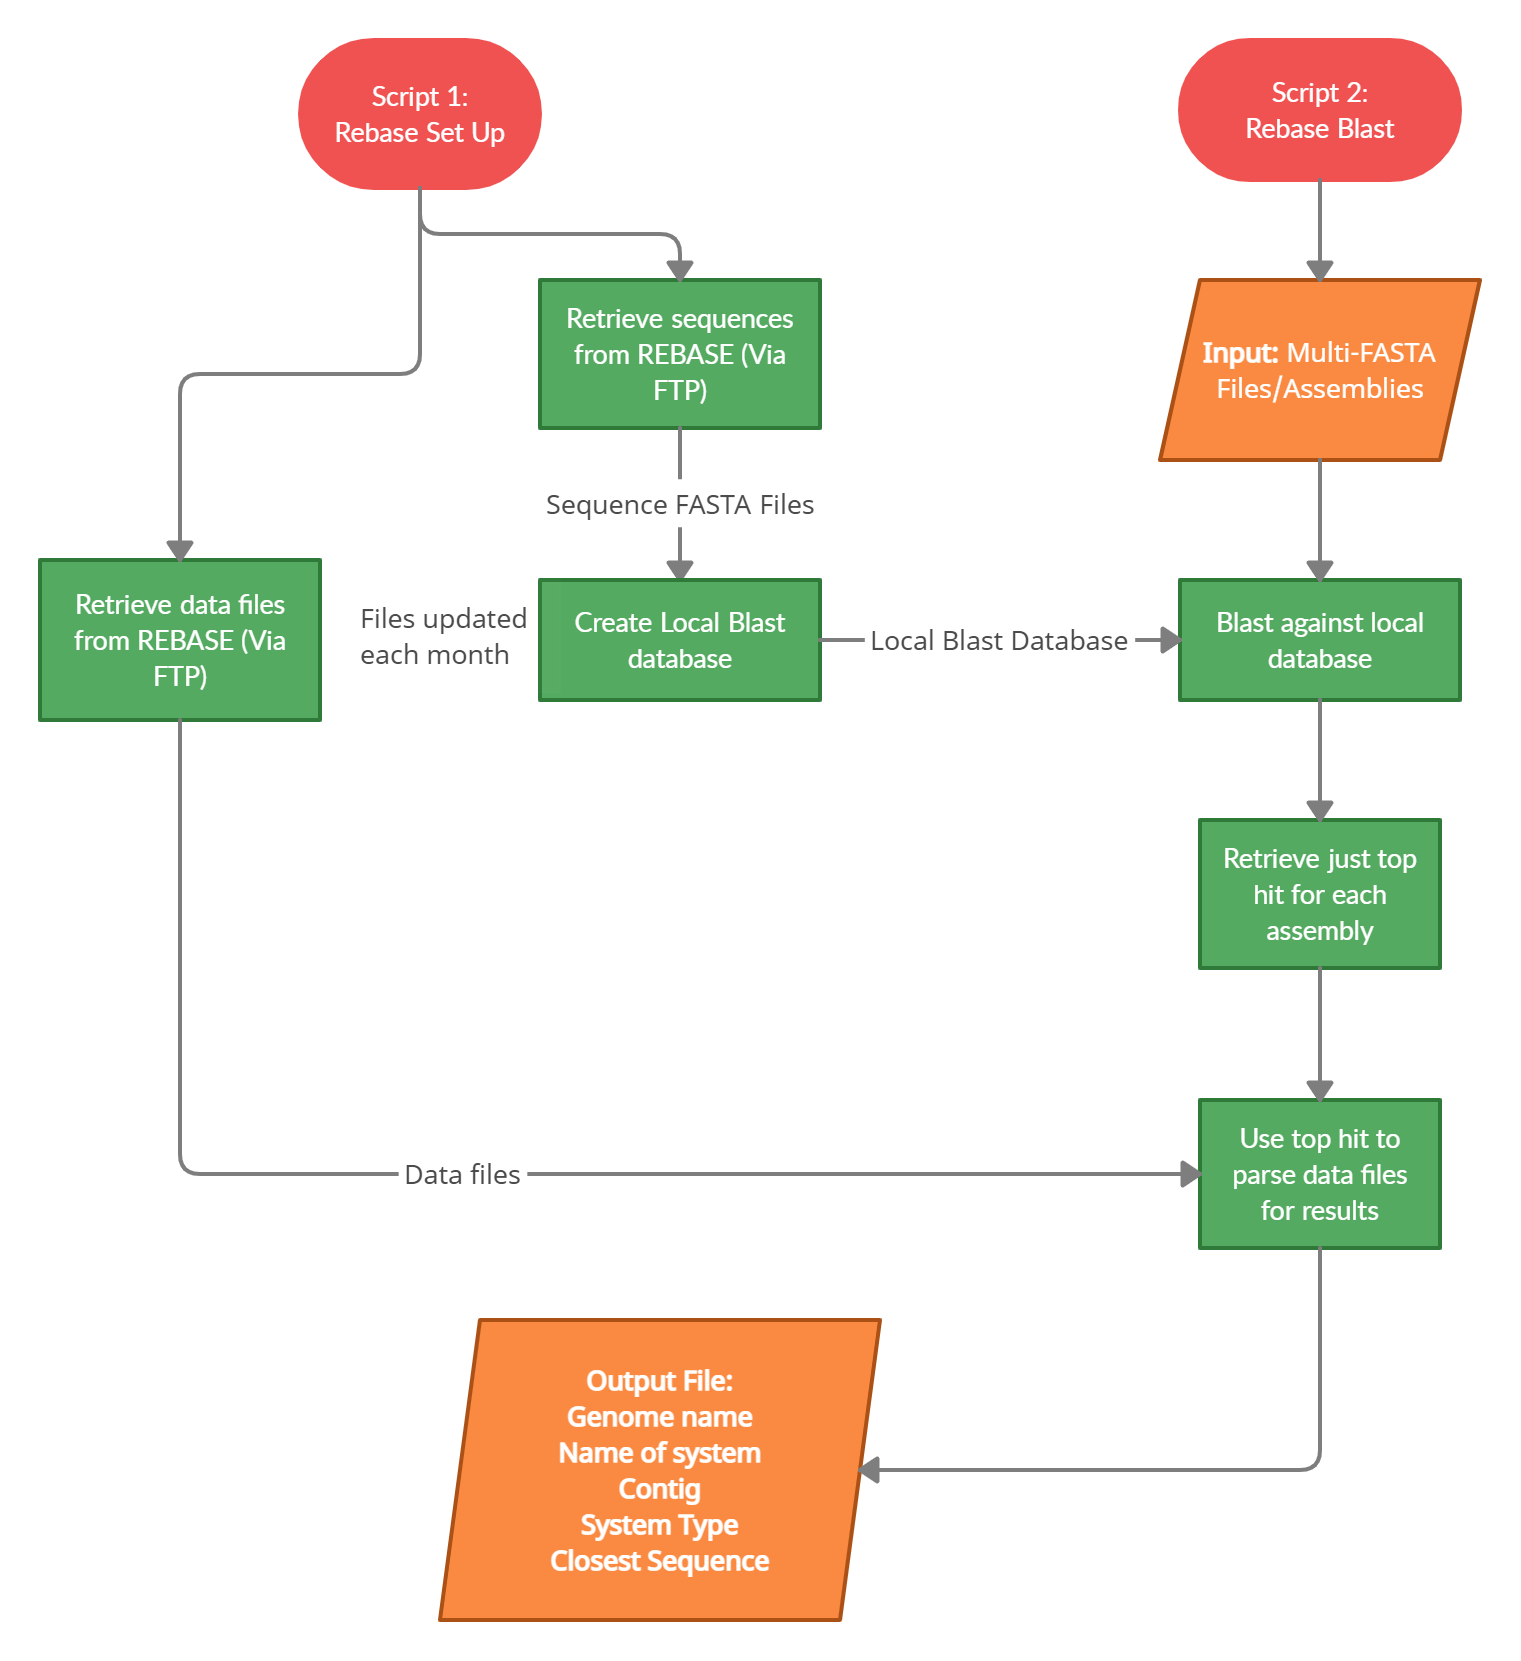 Script 1:
Rebase Set Up
Script 2:
Rebase Blast
Retrieve sequences
from REBASE (Via
FTP)
Input: Multi-FASTA
Files/Assemblies
Sequence FASTA Files
Retrieve data files
from REBASE (Via
FTP)
Files updated
each month
Create Local Blast
database
Local Blast Database
Blast against local
database
Retrieve just top
hit for each
assembly
Use top hit to
parse data files
for results
Data files
Output File:
Genome name
Name of system
Contig
System Type
Closest Sequence